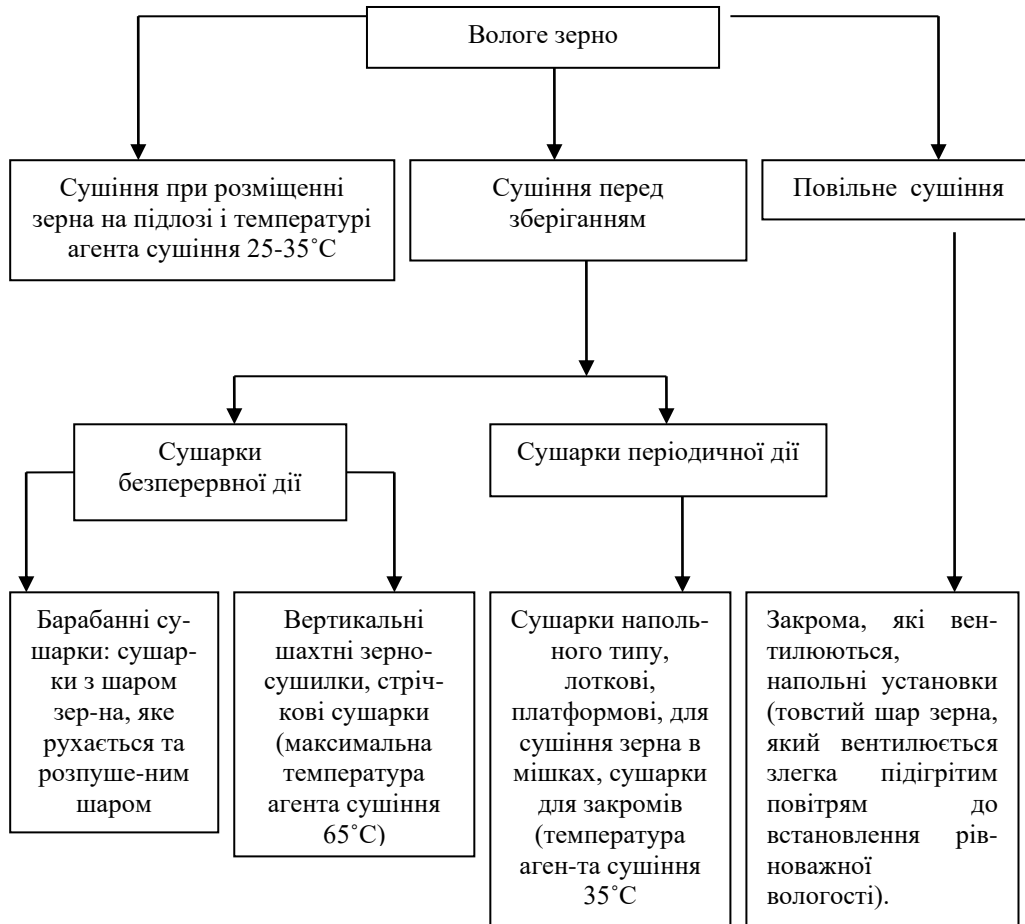 Вологе зерно
Сушіння при розміщенні
зерна на підлозі і температурі
агента сушіння 25-35˚С
Сушіння перед
зберіганням
Повільне сушіння
Сушарки
безперервної дії
Сушарки періодичної дії
Барабанні су-
шарки: сушар-
ки з шаром
зер-на, яке
рухається та
розпуше-ним
шаром
Вертикальні
шахтні зерно-
сушилки, стріч-
кові сушарки
(максимальна
температура
агента сушіння
65˚С)
Сушарки наполь-
ного типу,
лоткові,
платформові, для
сушіння зерна в
мішках, сушарки
для закромів
(температура
аген-та сушіння
35˚С
Закрома, які вен-
тилюються,
напольні установки
(товстий шар зерна,
який вентилюється
злегка підігрітим
повітрям до
встановлення рів-
новажної
вологості).